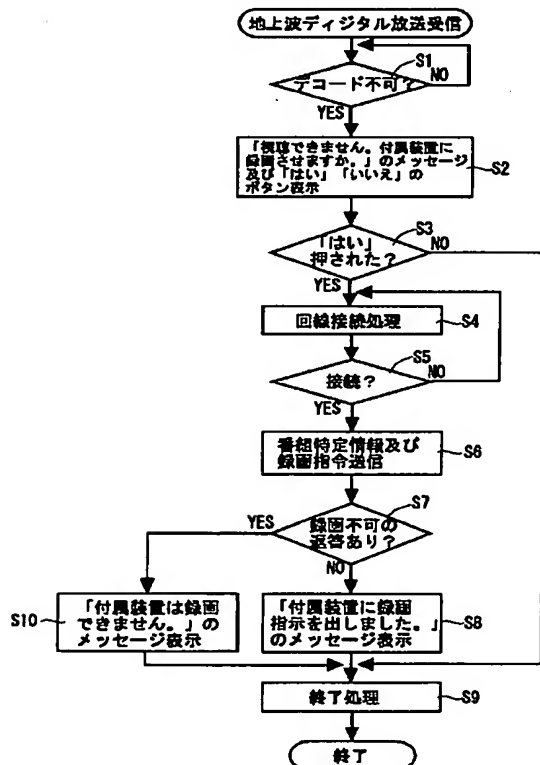 地上波ディジタル放送受信
S1
デコード不可?
NO
YES
「視聴できません。付属装置に
録画させますか。」のメッセージ
及び「はい」「いいえ」の
ボタン表示
S2
S3
「はい」
押された?
NO
YES
回線接続処理
S4
S5
接続?
NO
YES
番組特定情報及び
録画指令送信
S6
S7
YES
録画不可の
返答あり?
NO
S10
「付属装置は録画
できません。」の
メッセージ表示
「付属装置に録画
指示を出しました。」
のメッセージ表示
S8
終了処理
S9
終了